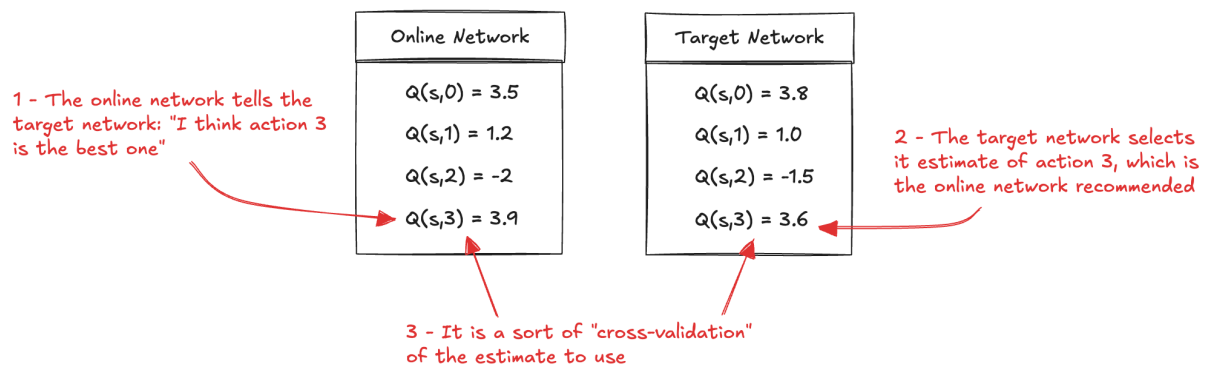 Online Network
Target Network
1 - The online network tells the
target network: "I think action 3
is the best one"
Q(s,0) = 3.5
Q(s,1) = 1.2
Q(s,2) = -2
Q(s,3) = 3.9
Q(s,0) = 3.8
Q(s,1) = 1.0
Q(s,2) = -1.5
Q(s,3) = 3.6
2 - The target network selects
it estimate of action 3, which is
the online network recommended
3 - It is a sort of "cross-validation"
of the estimate to use